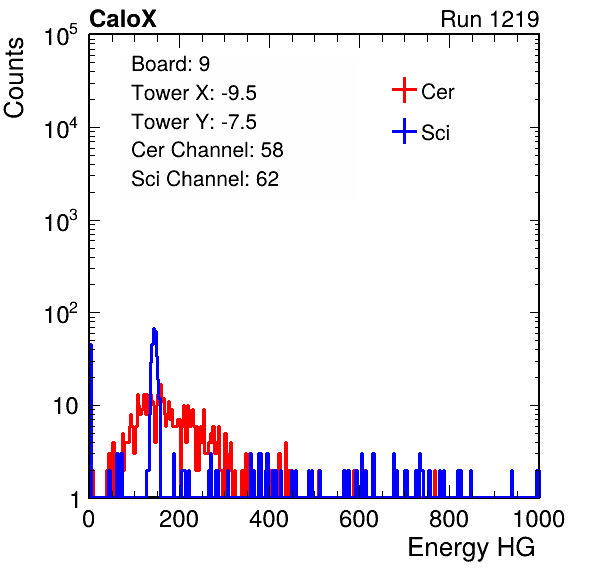 CaloX Run 1219
Counts
10^5
10^4
10^3
10^2
10
1
Board: 9
Tower X: -9.5
Tower Y: -7.5
Cer Channel: 58
Sci Channel: 62
Cer
Sci
0 200 400 600 800 1000
Energy HG